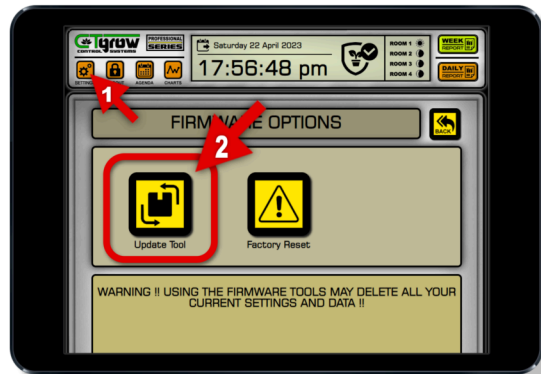 GTgrow
CONTROL SYSTEMS
PROFESSIONAL
SERIES
Saturday 22 April 2023
17:56:48 pm
ROOM 1
ROOM 2
ROOM 3
ROOM 4
WEEK
REPORT
DAILY
REPORT
AGENDA
CHARTS
1
FIRMWARE OPTIONS
BACK
2
Update Tool
Factory Reset
WARNING !! USING THE FIRMWARE TOOLS MAY DELETE ALL YOUR
CURRENT SETTINGS AND DATA !!